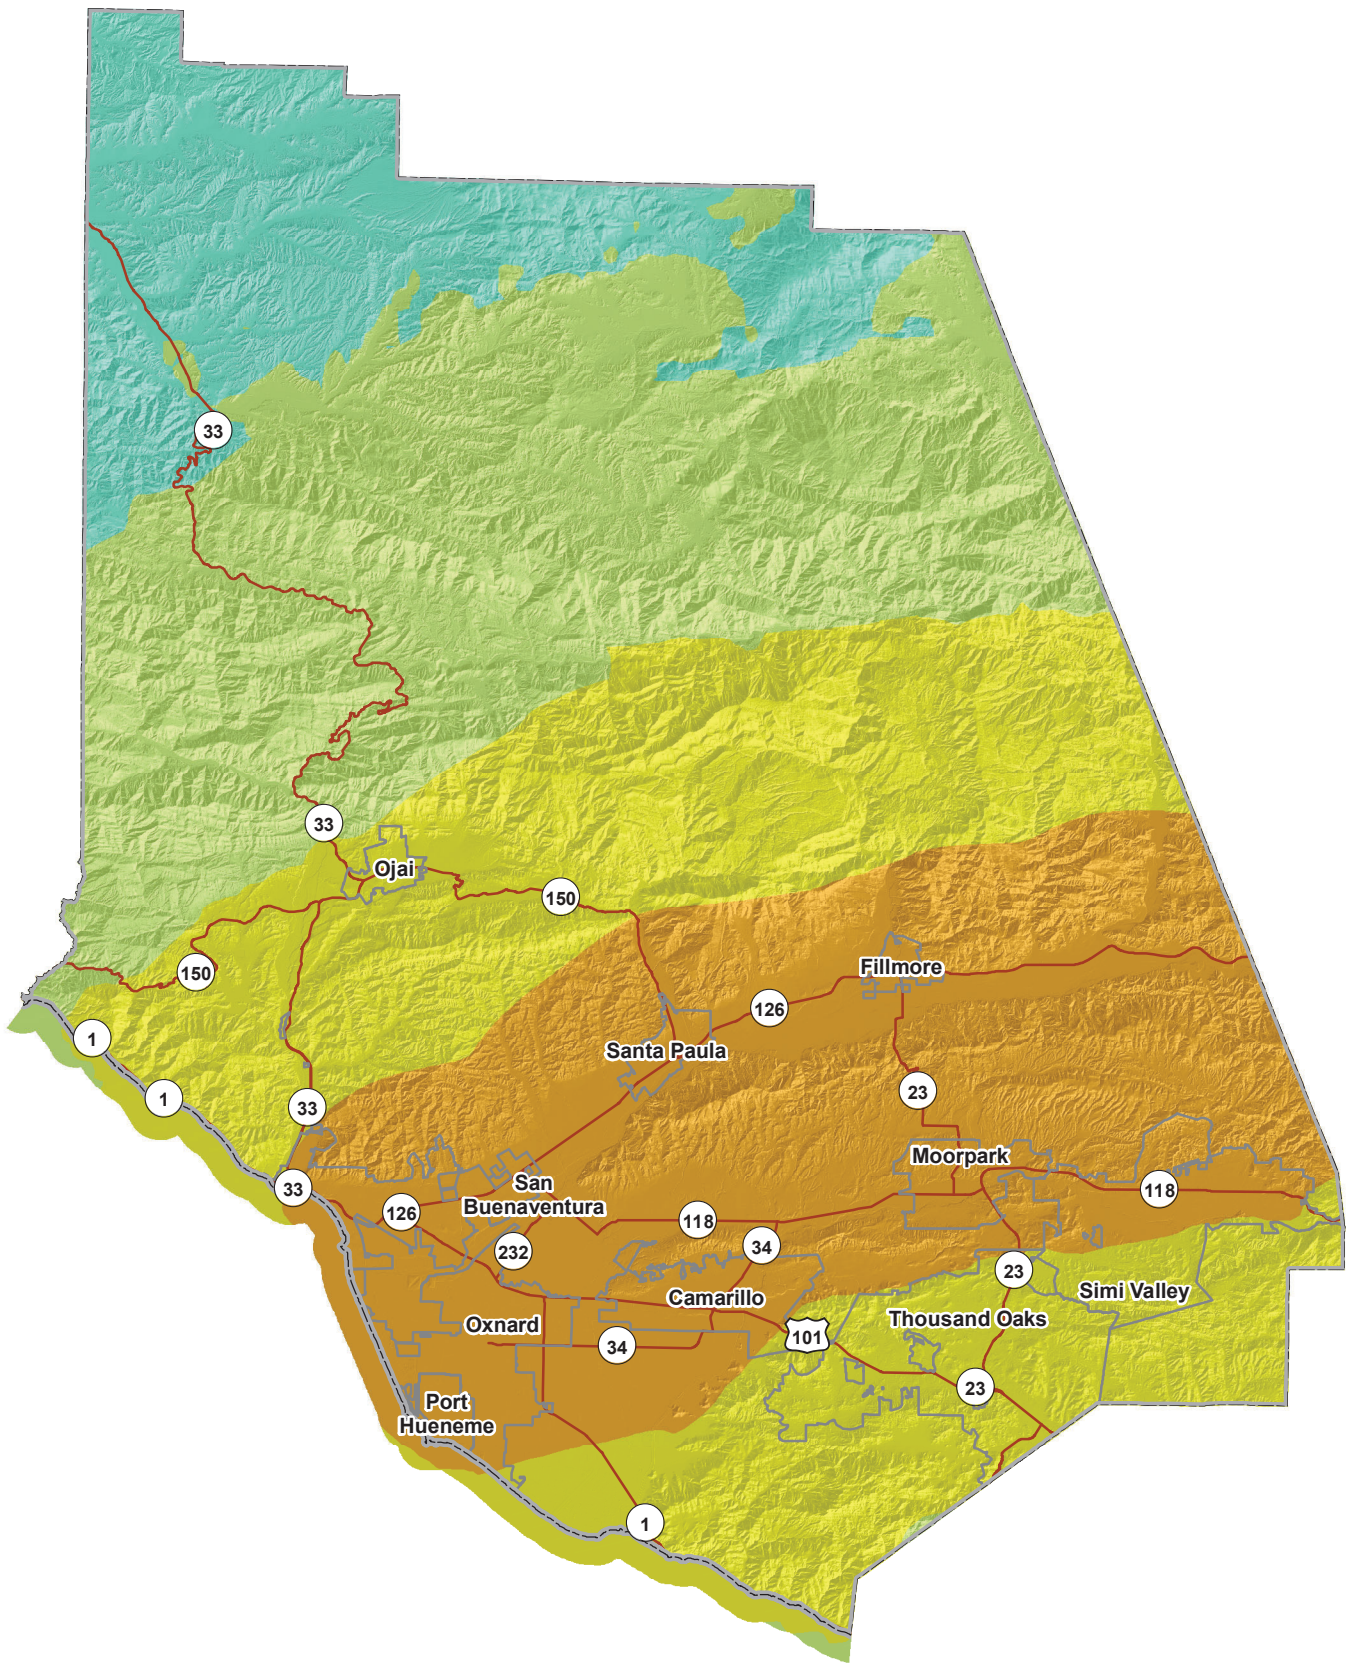 33
33
Ojai
150
150
Fillmore
126
1
Santa Paula
23
1
33
Moorpark
33
San
Buenaventura
118
126
118
232
34
23
Simi Valley
Camarillo
Thousand Oaks
Oxnard
101
34
23
Port
Hueneme
1